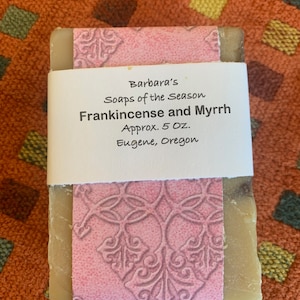 Barbara's
Soaps of the Season
Frankincense and Myrrh
Approx. 5 Oz.
Eugene, Oregon